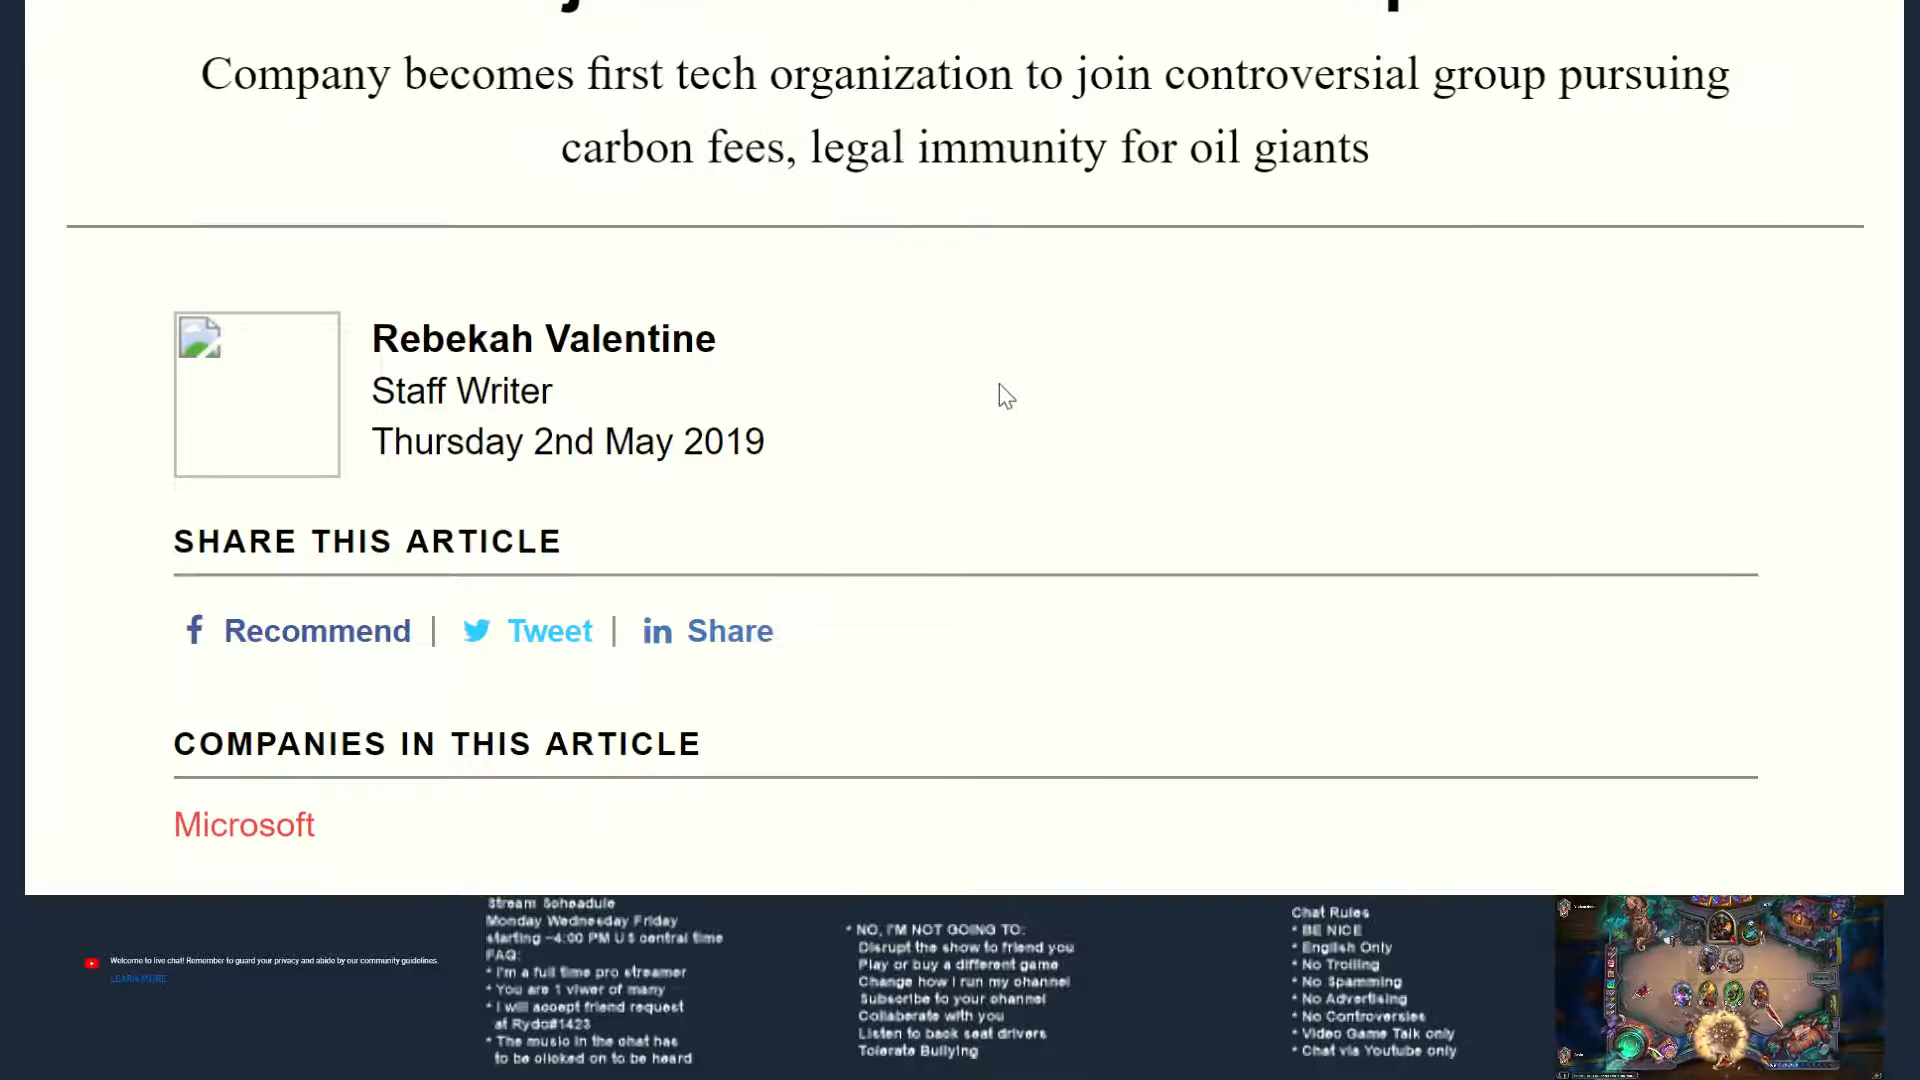 Company becomes first tech organization to join controversial group pursuing
carbon fees, legal immunity for oil giants
Rebekah Valentine
Staff Writer
Thursday 2nd May 2019
SHARE THIS ARTICLE
Recommend | Tweet | in Share
COMPANIES IN THIS ARTICLE
Microsoft
Welcome to live chat! Remember to guard your privacy and abide by our community guidelines.
LEARN MORE
Stream Scheadule
Monday Wednesday Friday
starting ~4:00 PM US central time
FAQ:
* I'm a full time pro streamer
* You are 1 viwer of many
* I will accept friend request
at Rydo#1423
* The music in the chat has
to be clicked on to be heard
* NO, I'M NOT GOING TO:
Disrupt the show to friend you
Play or buy a different game
Change how I run my channel
Subscribe to your channel
Collaberate with you
Listen to back seat drivers
Tolerate Bullying
Chat Rules
* BE NICE
* English Only
* No Trolling
* No Spamming
* No Advertising
* No Controversies
* Video Game Talk only
* Chat via Youtube only